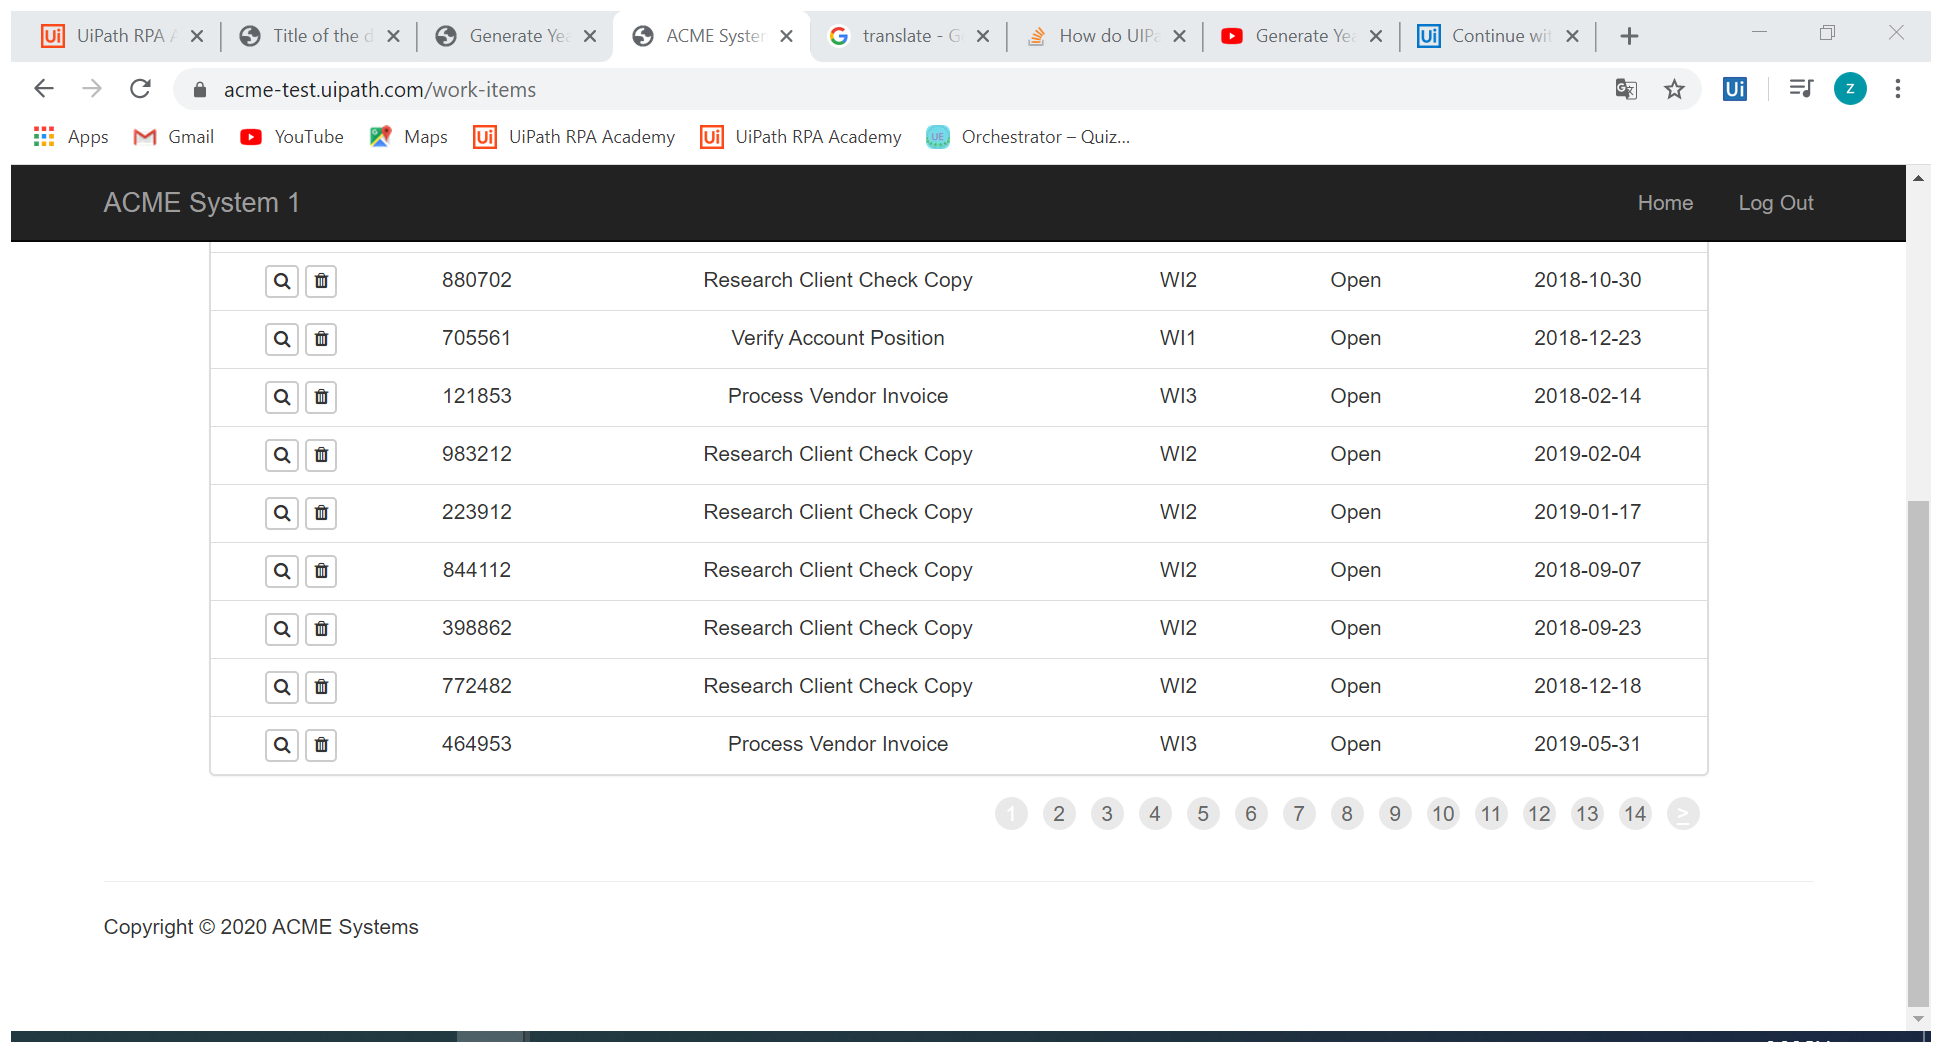 UiPath RPA Title of the d Generate Yea ACME System translate - G How do UIPa Generate Yea Continue wit
acme-test.uipath.com/work-items
Apps Gmail YouTube Maps UiPath RPA Academy UiPath RPA Academy Orchestrator – Quiz...
ACME System 1 Home Log Out
880702 Research Client Check Copy WI2 Open 2018-10-30
705561 Verify Account Position WI1 Open 2018-12-23
121853 Process Vendor Invoice WI3 Open 2018-02-14
983212 Research Client Check Copy WI2 Open 2019-02-04
223912 Research Client Check Copy WI2 Open 2019-01-17
844112 Research Client Check Copy WI2 Open 2018-09-07
398862 Research Client Check Copy WI2 Open 2018-09-23
772482 Research Client Check Copy WI2 Open 2018-12-18
464953 Process Vendor Invoice WI3 Open 2019-05-31
1 2 3 4 5 6 7 8 9 10 11 12 13 14 >
Copyright © 2020 ACME Systems